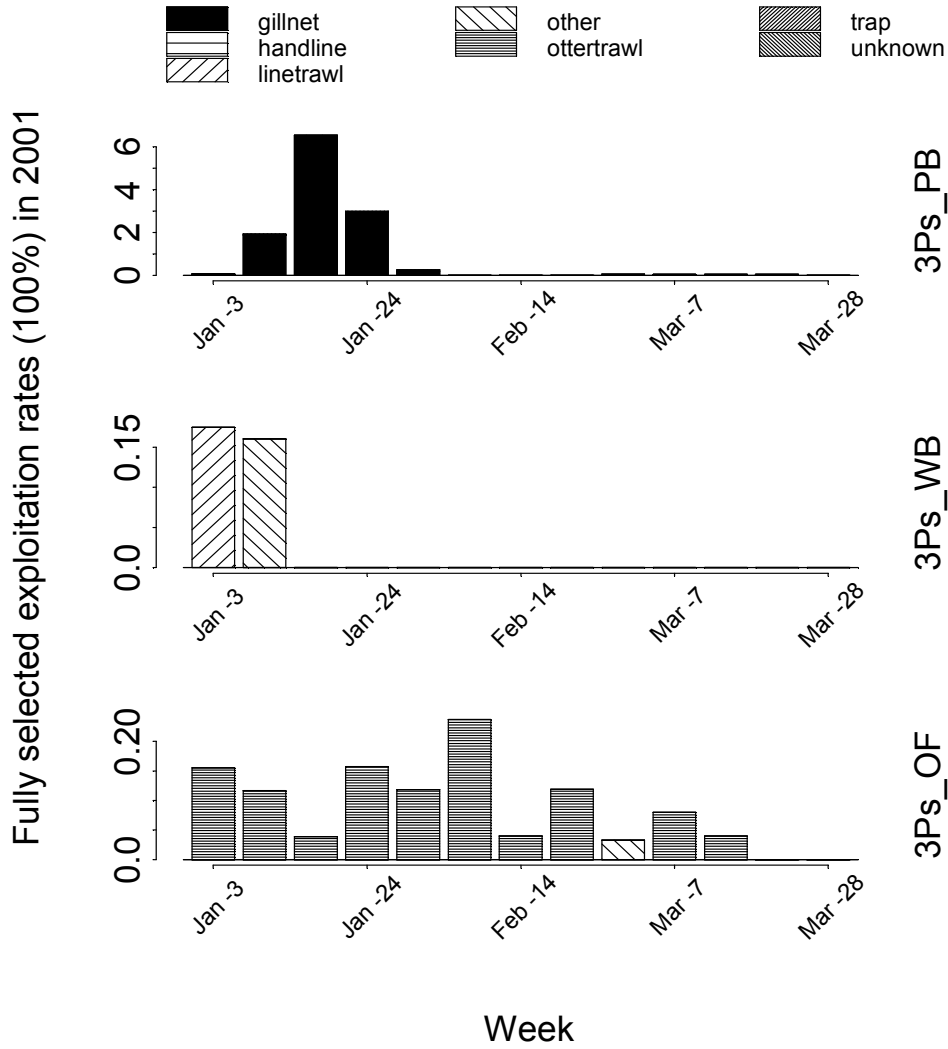 gillnet other trap
handline ottertrawl unknown
linetrawl
Fully selected exploitation rates (100%) in 2001
6
4
2
0
3Ps_PB
Jan -3 Jan -24 Feb -14 Mar -7 Mar -28
0.15
0.0
3Ps_WB
Jan -3 Jan -24 Feb -14 Mar -7 Mar -28
0.20
0.0
3Ps_OF
Jan -3 Jan -24 Feb -14 Mar -7 Mar -28
Week